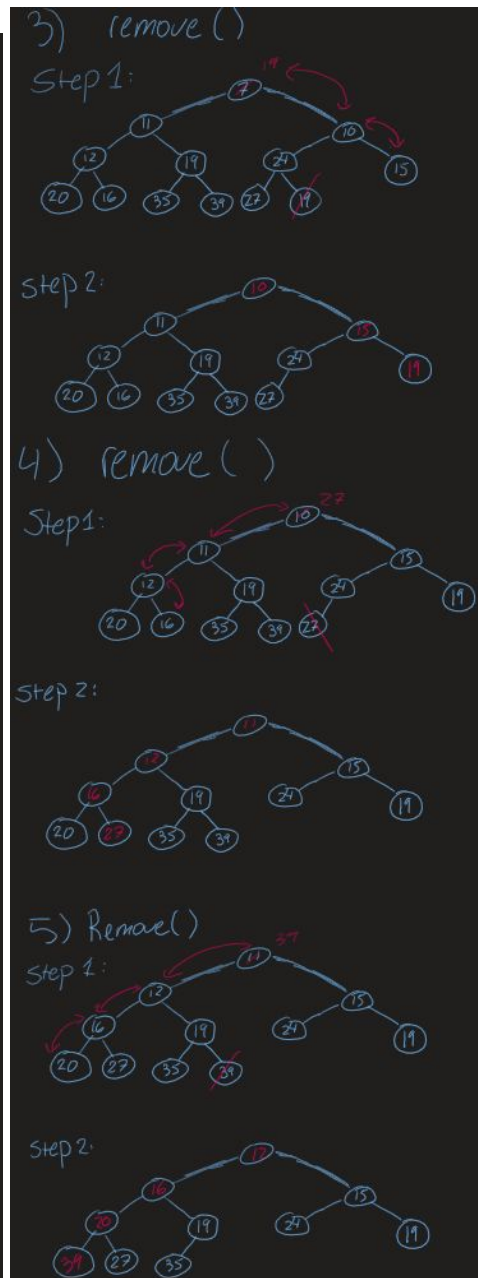 3) remove()
Step 1:
7 19
11 10
12 19 24 15
20 16 35 39 27 19
Step 2:
10
11 15
12 19 24 19
20 16 35 39 27
4) remove()
Step 1:
10 27
11 15
12 19 24 19
20 16 35 39 27
Step 2:
11
12 15
16 19 24 19
20 27 35 39
5) Remove()
Step 1:
11 39
12 15
16 19 24 19
20 27 35 39
Step 2:
12
16 15
20 19 24 19
39 27 35